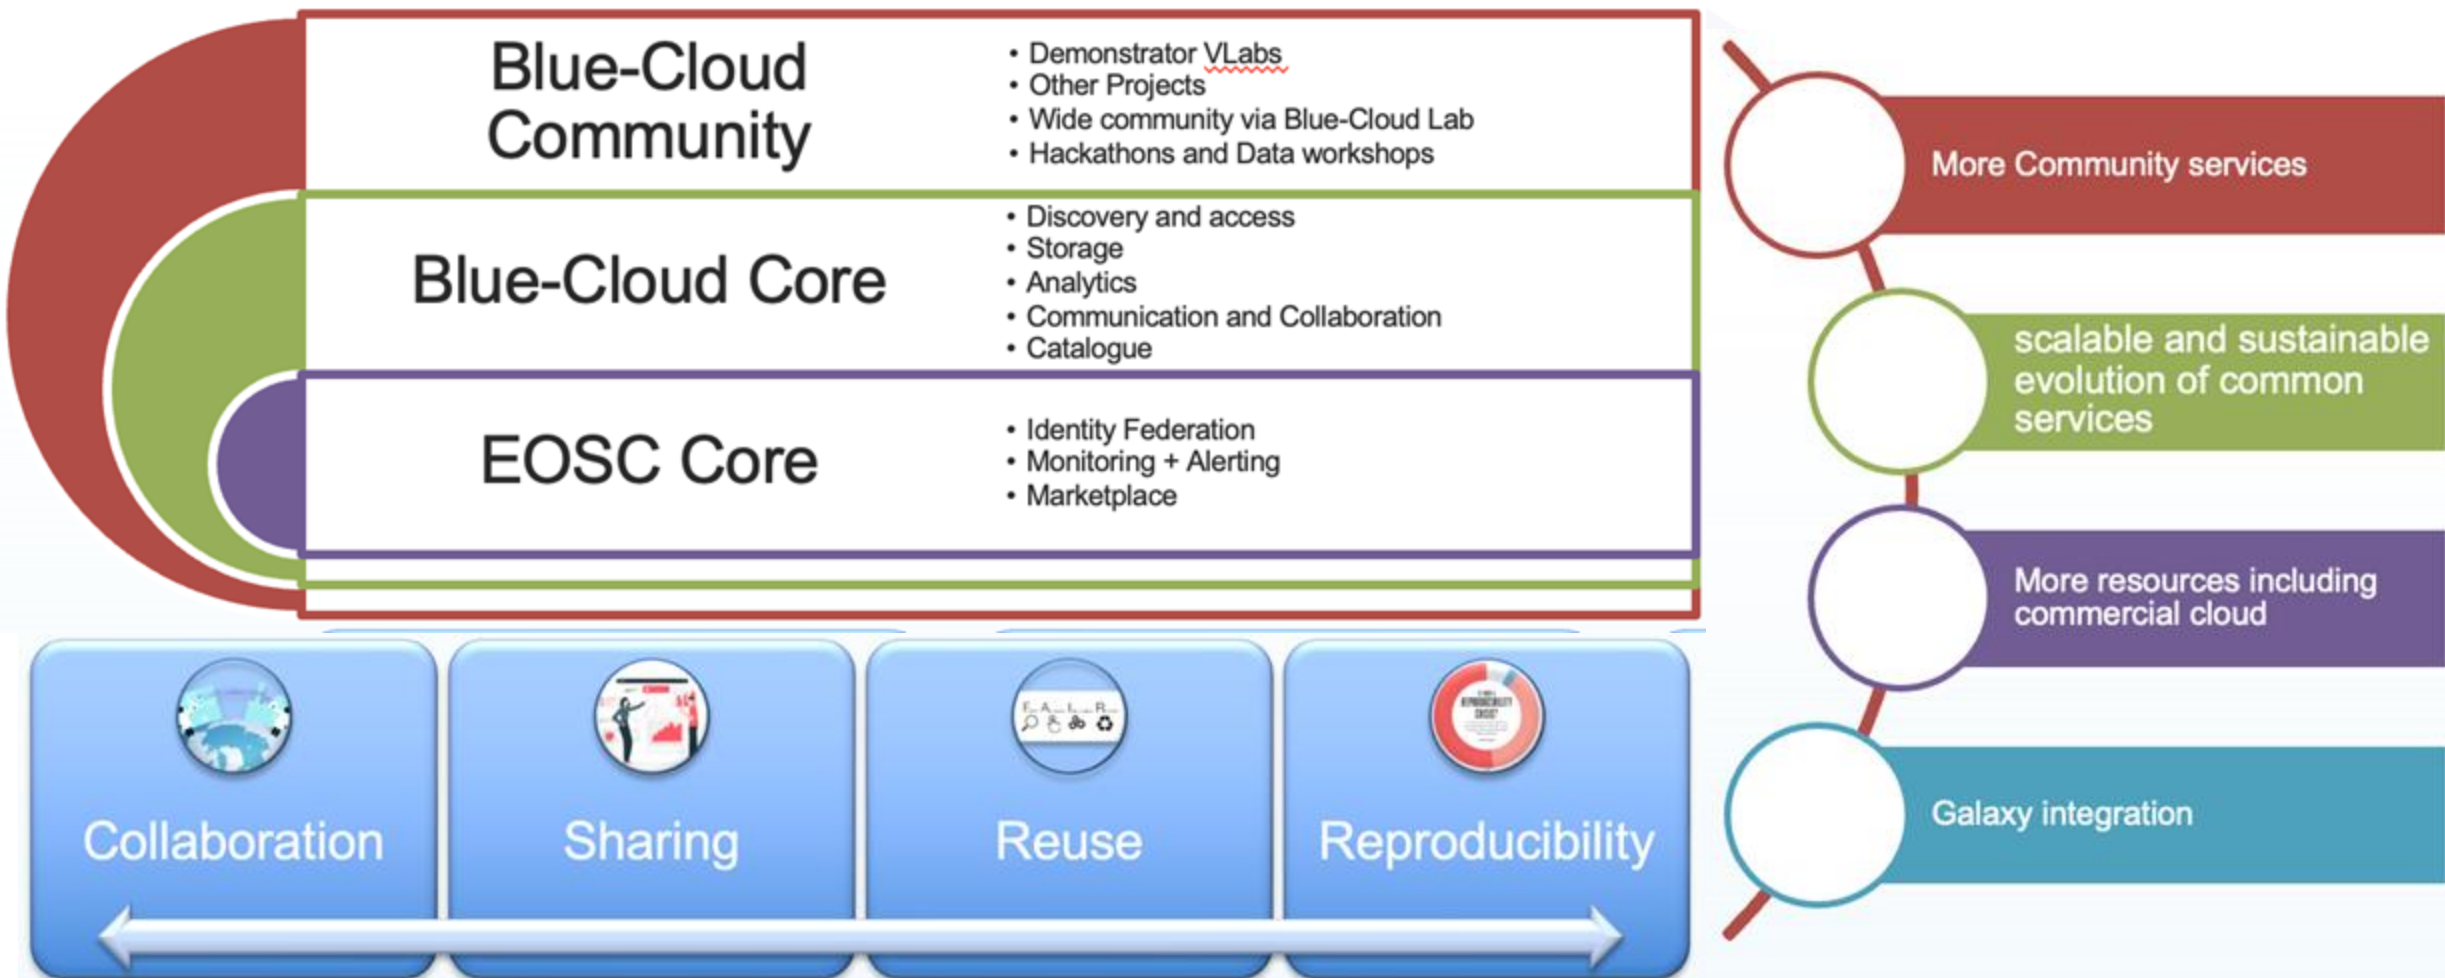 Blue-Cloud
Community
• Demonstrator VLabs
• Other Projects
• Wide community via Blue-Cloud Lab
• Hackathons and Data workshops
Blue-Cloud Core
• Discovery and access
• Storage
• Analytics
• Communication and Collaboration
• Catalogue
EOSC Core
• Identity Federation
• Monitoring + Alerting
• Marketplace
More Community services
scalable and sustainable
evolution of common
services
More resources including
commercial cloud
Galaxy integration
F A I R
REPRODUCIBILITY
CRISIS?
Collaboration
Sharing
Reuse
Reproducibility